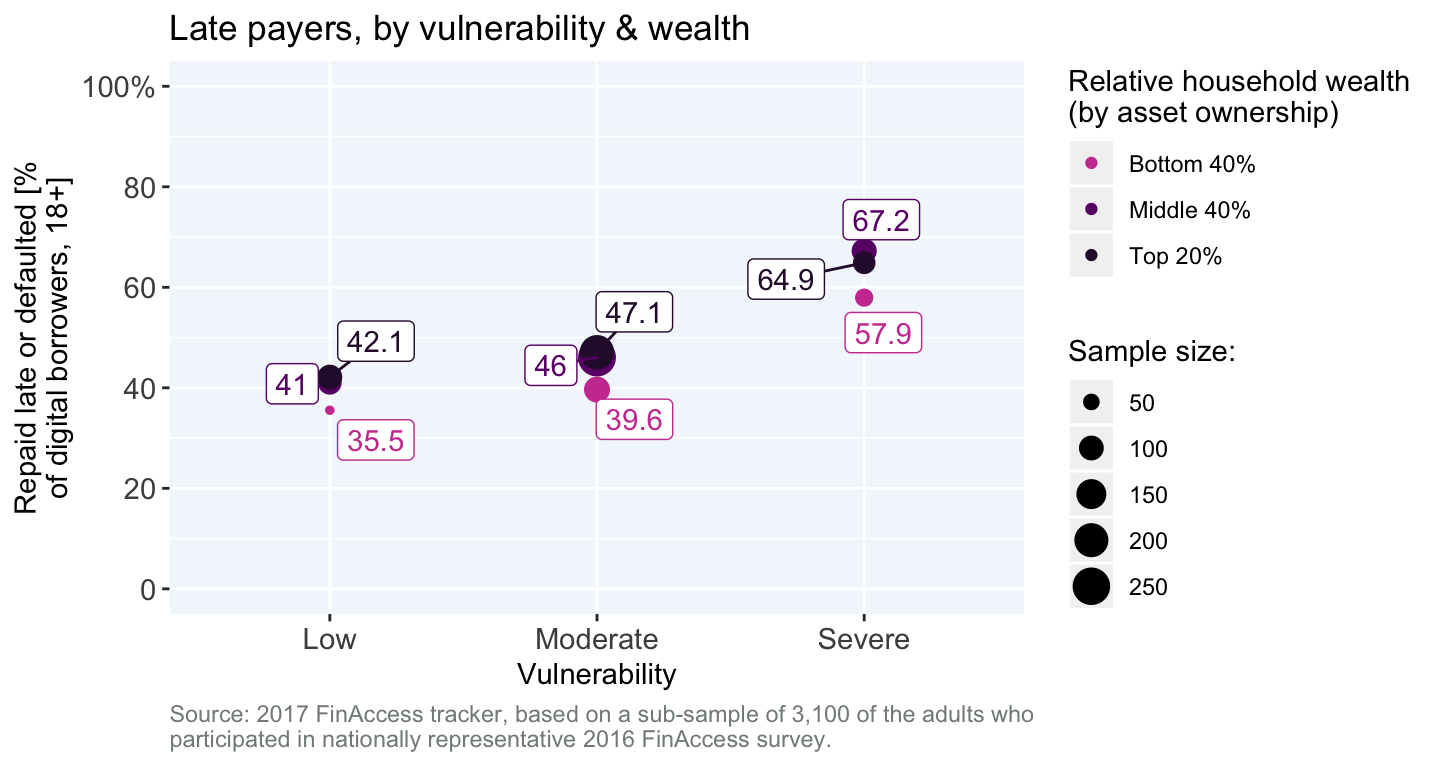 Late payers, by vulnerability & wealth
Repaid late or defaulted [%
of digital borrowers, 18+]
100%
80
60
40
20
0
41
42.1
35.5
46
47.1
39.6
67.2
64.9
57.9
Low
Moderate
Severe
Vulnerability
Source: 2017 FinAccess tracker, based on a sub-sample of 3,100 of the adults who
participated in nationally representative 2016 FinAccess survey.
Relative household wealth
(by asset ownership)
Bottom 40%
Middle 40%
Top 20%
Sample size:
50
100
150
200
250